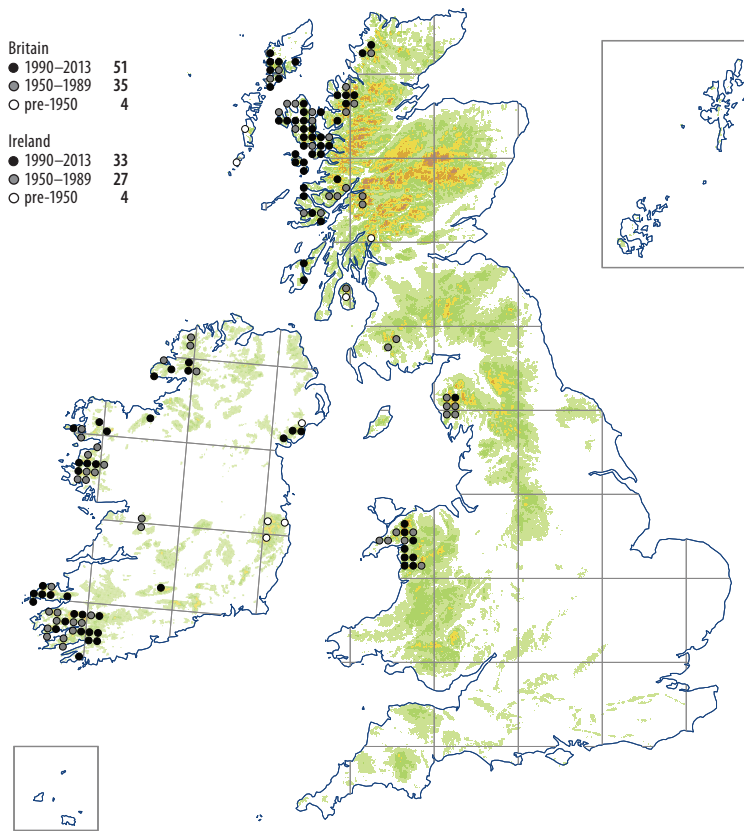 Britain
1990–2013 51
1950–1989 35
pre-1950 4
Ireland
1990–2013 33
1950–1989 27
pre-1950 4